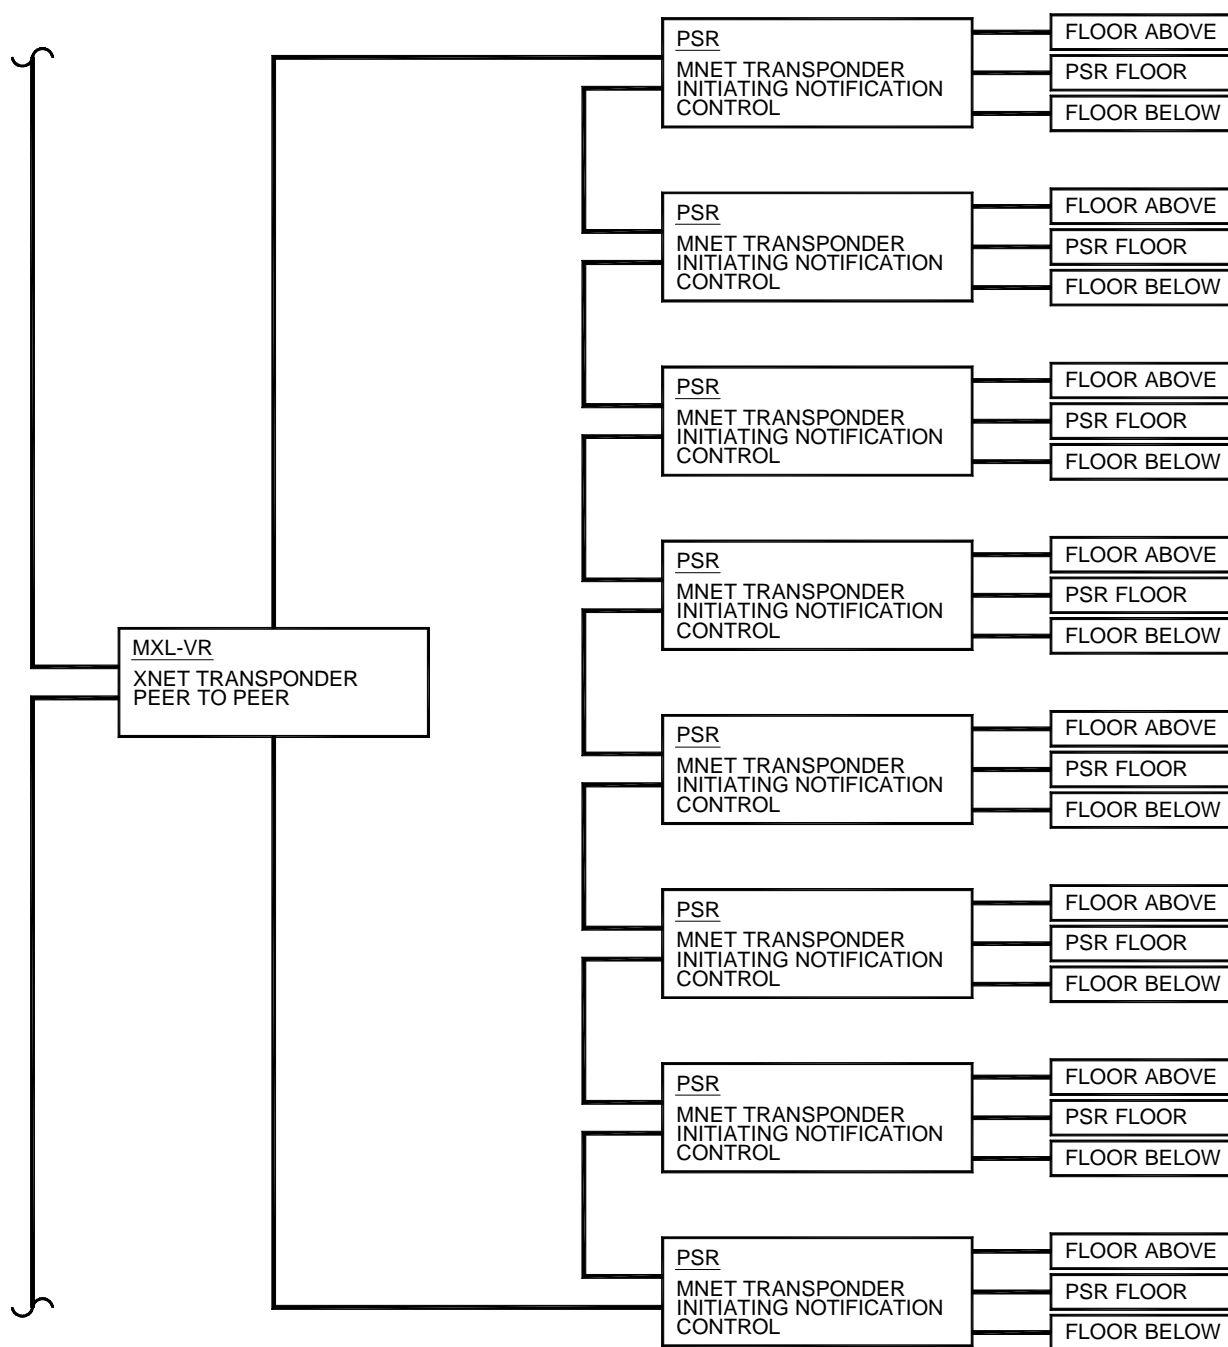 PSR
MNET TRANSPONDER
INITIATING NOTIFICATION
CONTROL
FLOOR ABOVE
PSR FLOOR
FLOOR BELOW
PSR
MNET TRANSPONDER
INITIATING NOTIFICATION
CONTROL
FLOOR ABOVE
PSR FLOOR
FLOOR BELOW
PSR
MNET TRANSPONDER
INITIATING NOTIFICATION
CONTROL
FLOOR ABOVE
PSR FLOOR
FLOOR BELOW
PSR
MNET TRANSPONDER
INITIATING NOTIFICATION
CONTROL
FLOOR ABOVE
PSR FLOOR
FLOOR BELOW
MXL-VR
XNET TRANSPONDER
PEER TO PEER
PSR
MNET TRANSPONDER
INITIATING NOTIFICATION
CONTROL
FLOOR ABOVE
PSR FLOOR
FLOOR BELOW
PSR
MNET TRANSPONDER
INITIATING NOTIFICATION
CONTROL
FLOOR ABOVE
PSR FLOOR
FLOOR BELOW
PSR
MNET TRANSPONDER
INITIATING NOTIFICATION
CONTROL
FLOOR ABOVE
PSR FLOOR
FLOOR BELOW
PSR
MNET TRANSPONDER
INITIATING NOTIFICATION
CONTROL
FLOOR ABOVE
PSR FLOOR
FLOOR BELOW